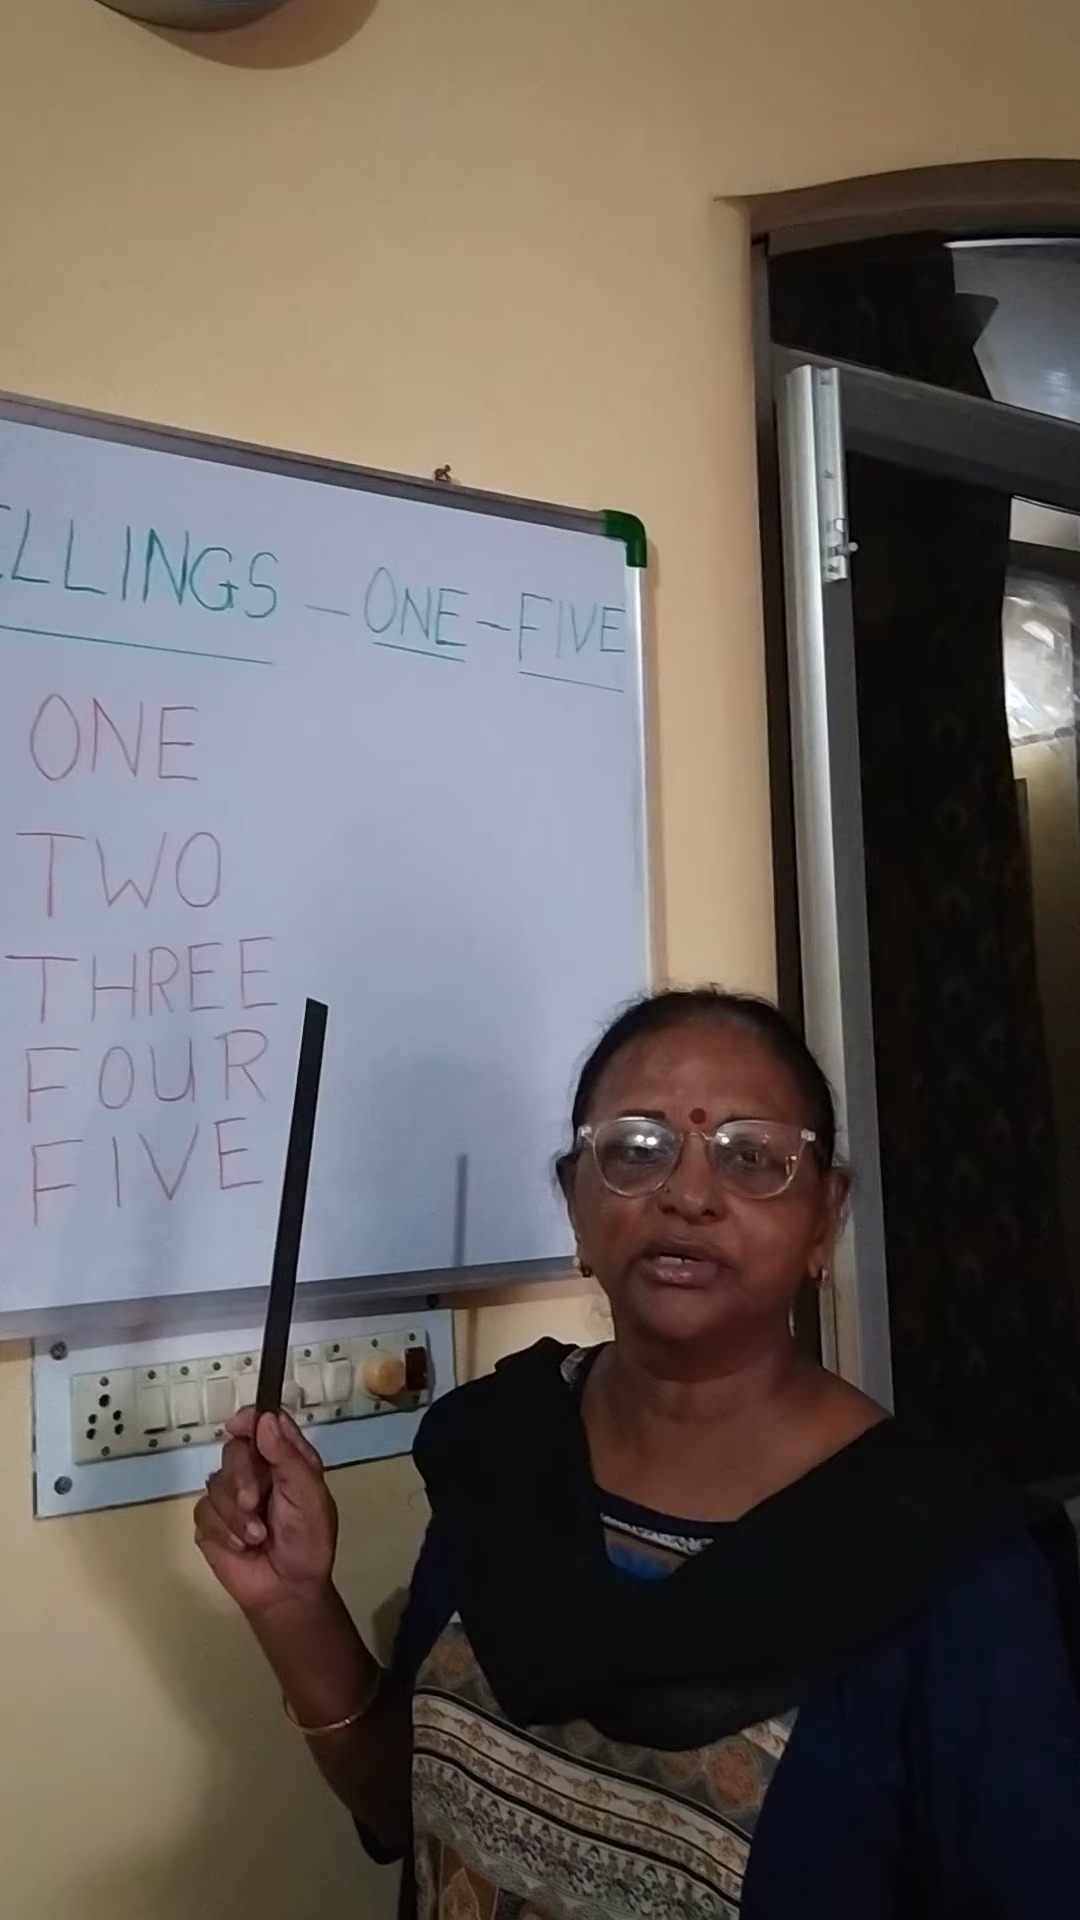 ELLINGS — ONE – FIVE
ONE
TWO
THREE
FOUR
FIVE